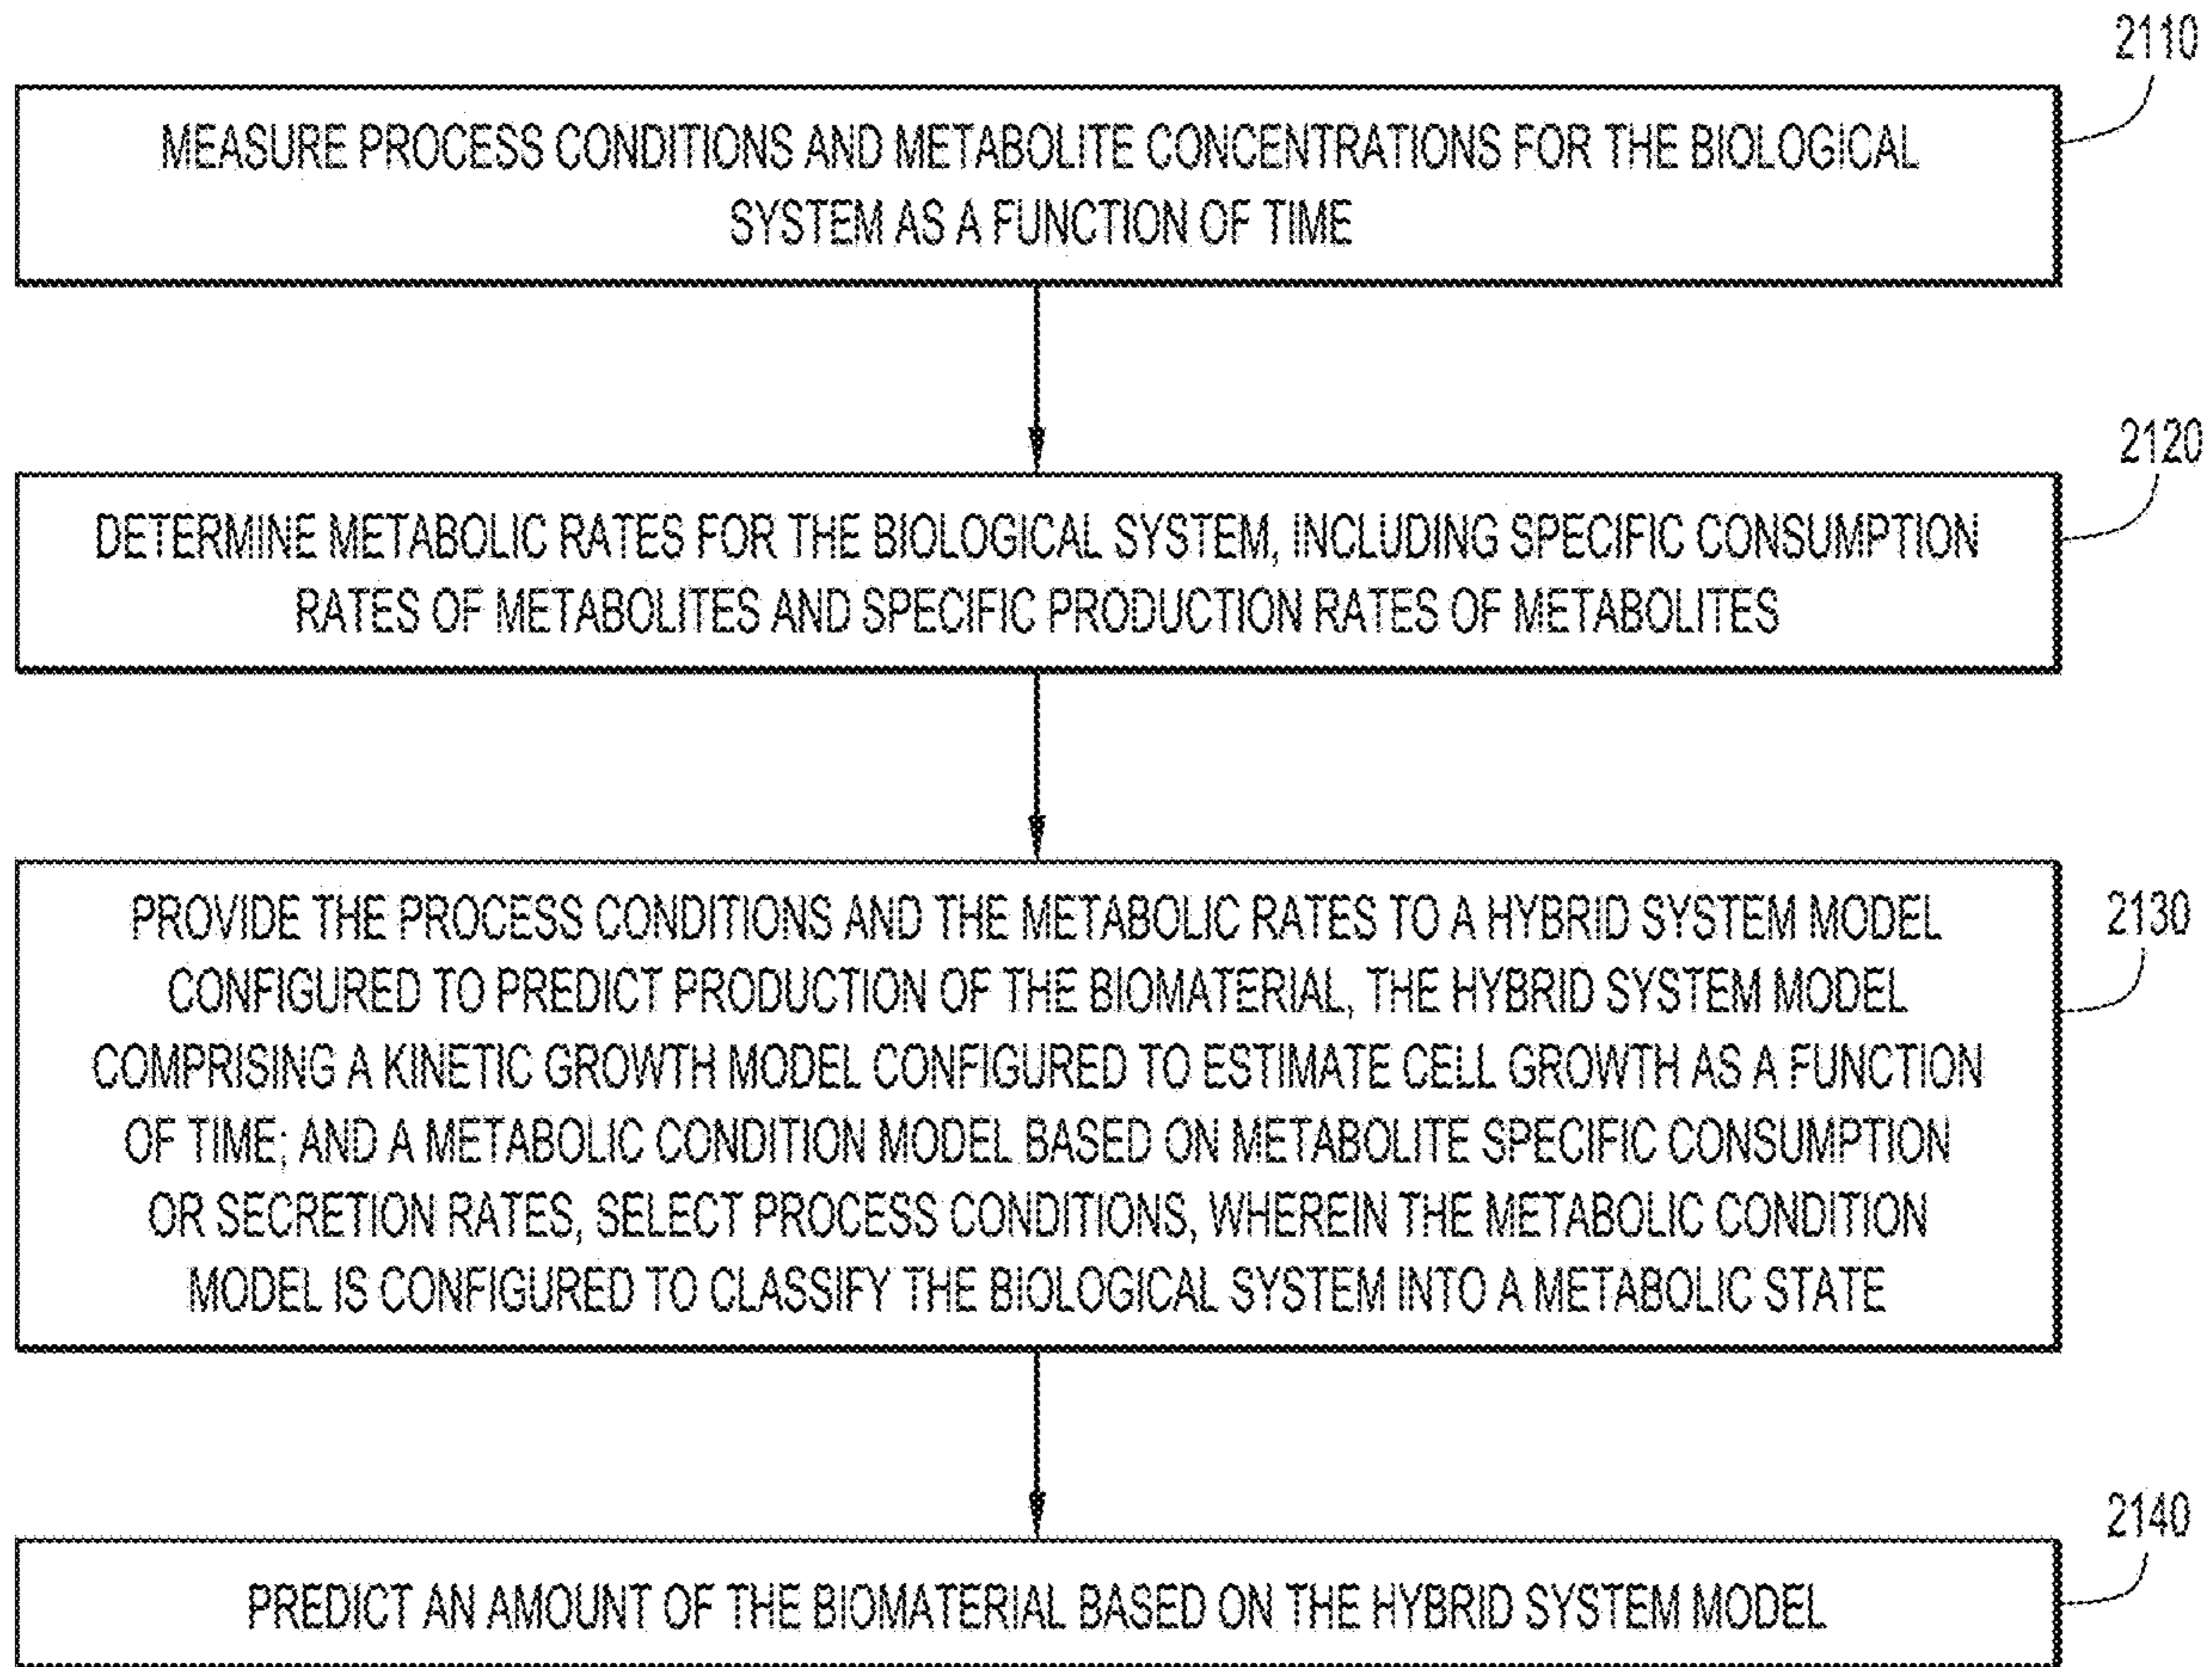 2110
MEASURE PROCESS CONDITIONS AND METABOLITE CONCENTRATIONS FOR THE BIOLOGICAL
SYSTEM AS A FUNCTION OF TIME
2120
DETERMINE METABOLIC RATES FOR THE BIOLOGICAL SYSTEM, INCLUDING SPECIFIC CONSUMPTION
RATES OF METABOLITES AND SPECIFIC PRODUCTION RATES OF METABOLITES
2130
PROVIDE THE PROCESS CONDITIONS AND THE METABOLIC RATES TO A HYBRID SYSTEM MODEL
CONFIGURED TO PREDICT PRODUCTION OF THE BIOMATERIAL, THE HYBRID SYSTEM MODEL
COMPRISING A KINETIC GROWTH MODEL CONFIGURED TO ESTIMATE CELL GROWTH AS A FUNCTION
OF TIME; AND A METABOLIC CONDITION MODEL BASED ON METABOLITE SPECIFIC CONSUMPTION
OR SECRETION RATES, SELECT PROCESS CONDITIONS, WHEREIN THE METABOLIC CONDITION
MODEL IS CONFIGURED TO CLASSIFY THE BIOLOGICAL SYSTEM INTO A METABOLIC STATE
2140
PREDICT AN AMOUNT OF THE BIOMATERIAL BASED ON THE HYBRID SYSTEM MODEL